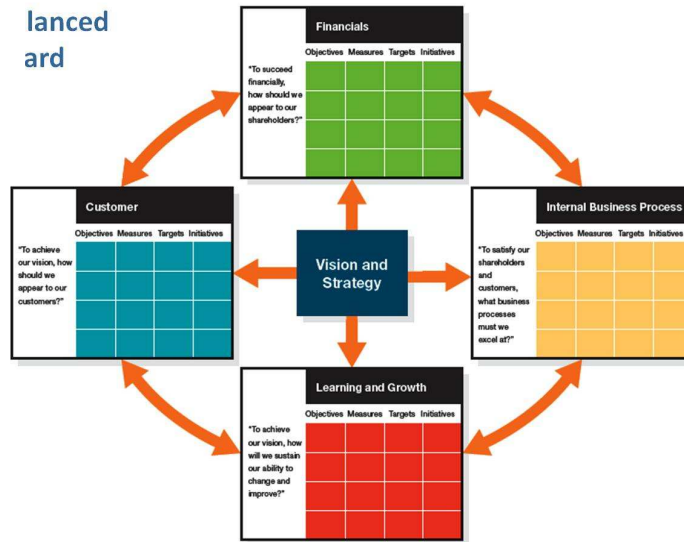 lanced
ard
Financials
Objectives Measures Targets Initiatives
"To succeed
financially,
how should we
appear to our
shareholders?"
Customer
Objectives Measures Targets Initiatives
"To achieve
our vision, how
should we
appear to our
customers?"
Vision and
Strategy
Internal Business Process
Objectives Measures Targets Initiatives
"To satisfy our
shareholders
and
customers,
what business
processes
must we
excel at?"
Learning and Growth
Objectives Measures Targets Initiatives
"To achieve
our vision, how
will we sustain
our ability to
change and
improve?"